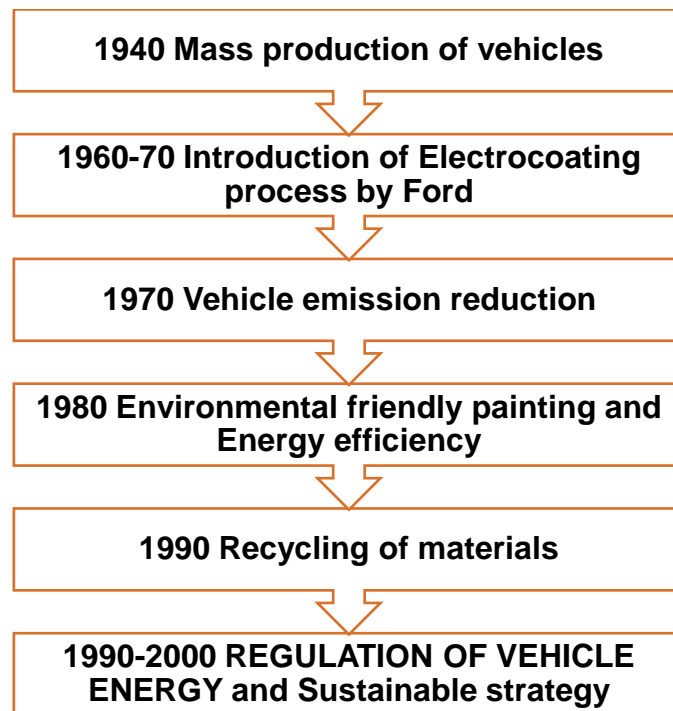 1940 Mass production of vehicles
1960-70 Introduction of Electrocoating
process by Ford
1970 Vehicle emission reduction
1980 Environmental friendly painting and
Energy efficiency
1990 Recycling of materials
1990-2000 REGULATION OF VEHICLE
ENERGY and Sustainable strategy